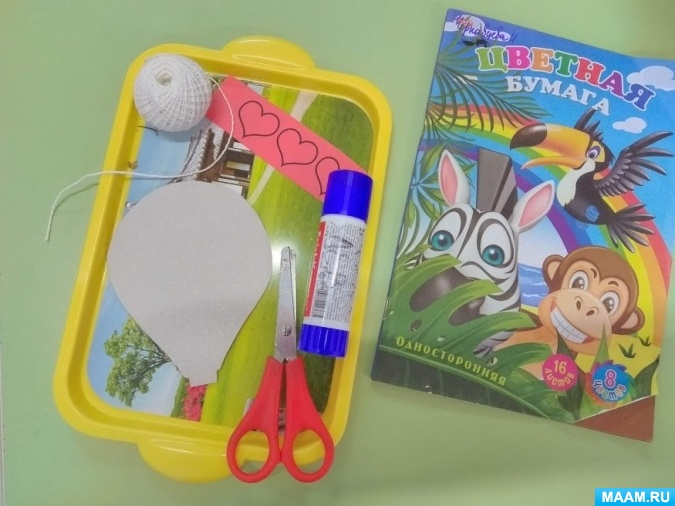 ЦВЕТНАЯ
БУМАГА
ОДНОСТОРОННЯЯ
16
листов
8
цветов
MAAM.RU